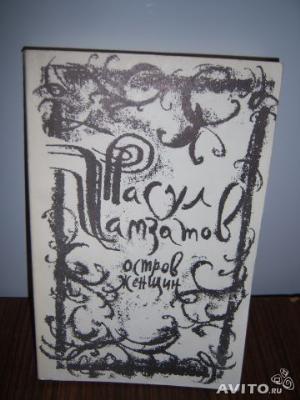 Расул
Гамзатов
остров
женщин
AVITO.ru